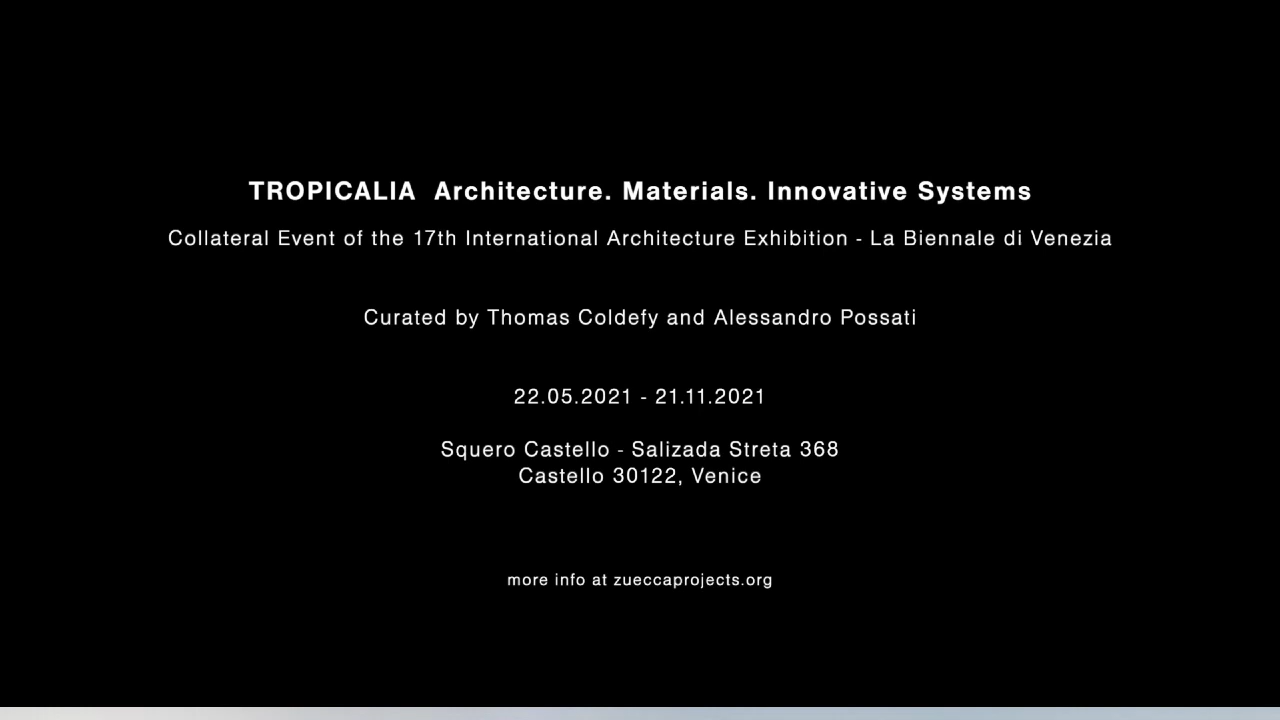 TROPICALIA  Architecture. Materials. Innovative Systems
Collateral Event of the 17th International Architecture Exhibition - La Biennale di Venezia
Curated by Thomas Coldefy and Alessandro Possati
22.05.2021 - 21.11.2021
Squero Castello - Salizada Streta 368
Castello 30122, Venice
more info at zueccaprojects.org